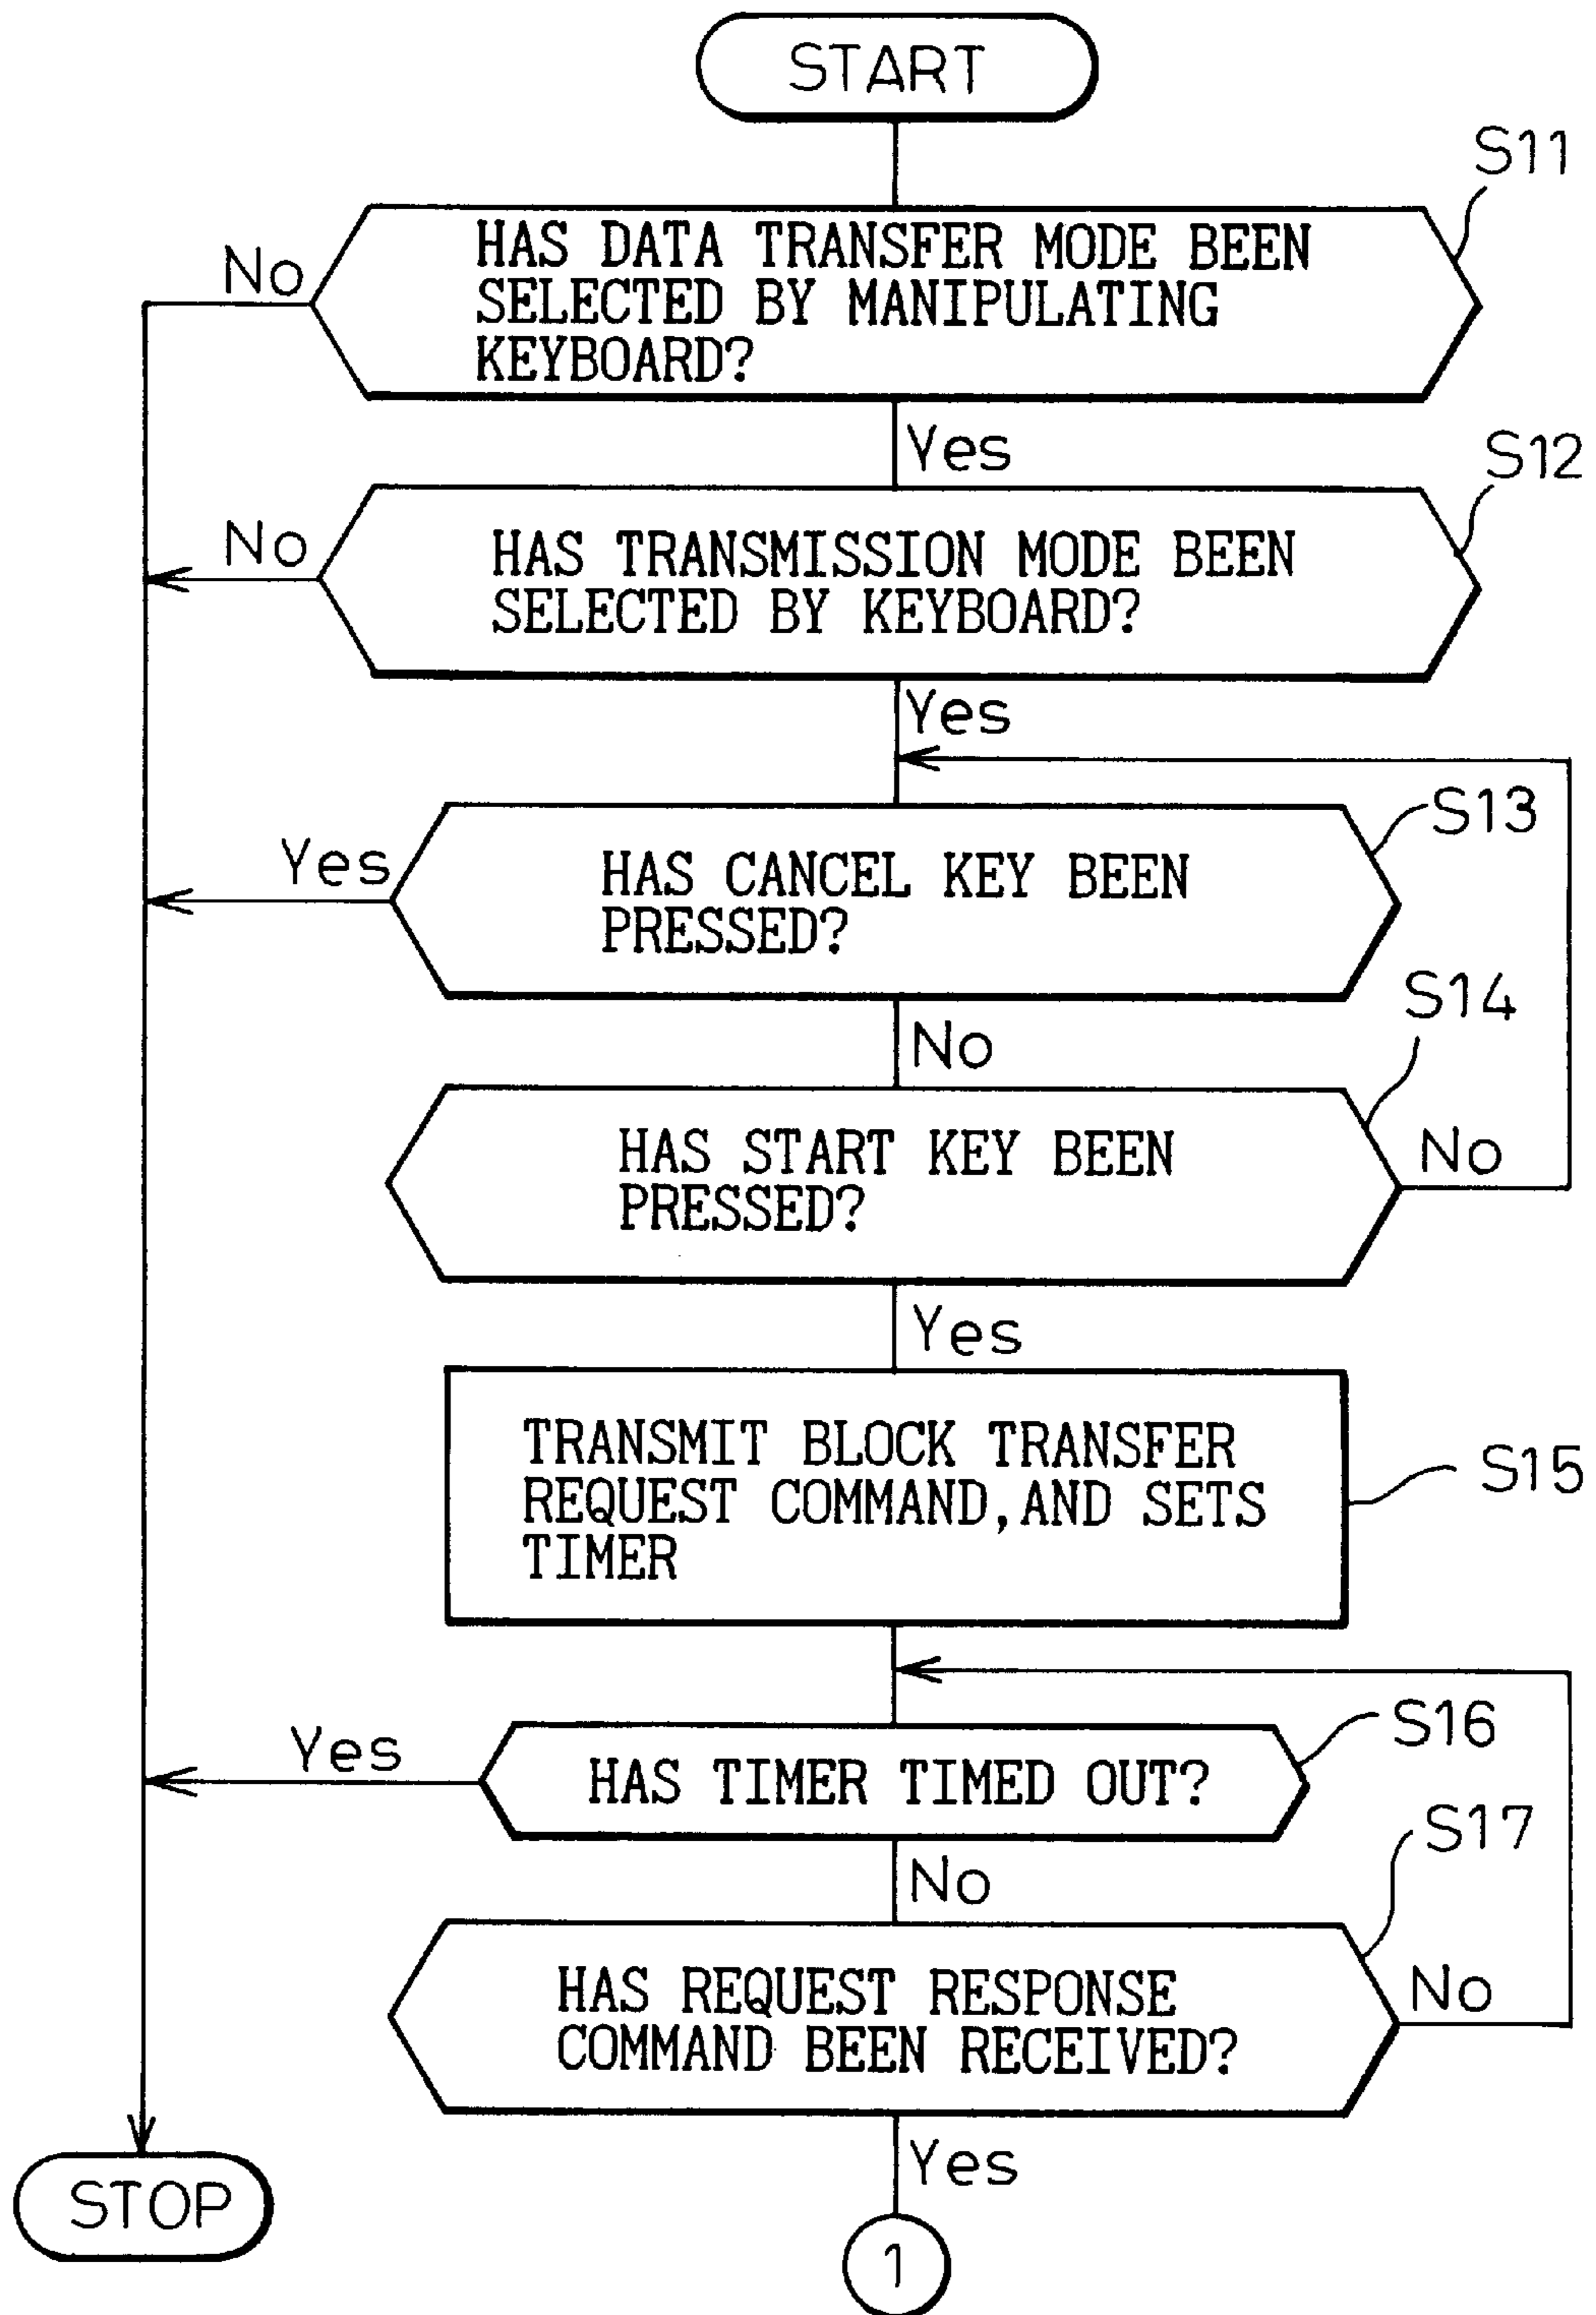 START
S11
HAS DATA TRANSFER MODE BEEN
SELECTED BY MANIPULATING
KEYBOARD?
No
Yes
S12
No
HAS TRANSMISSION MODE BEEN
SELECTED BY KEYBOARD?
Yes
S13
Yes
HAS CANCEL KEY BEEN
PRESSED?
No
S14
HAS START KEY BEEN
PRESSED?
No
Yes
TRANSMIT BLOCK TRANSFER
REQUEST COMMAND, AND SETS
TIMER
S15
S16
Yes
HAS TIMER TIMED OUT?
No
S17
HAS REQUEST RESPONSE
COMMAND BEEN RECEIVED?
No
Yes
STOP
1